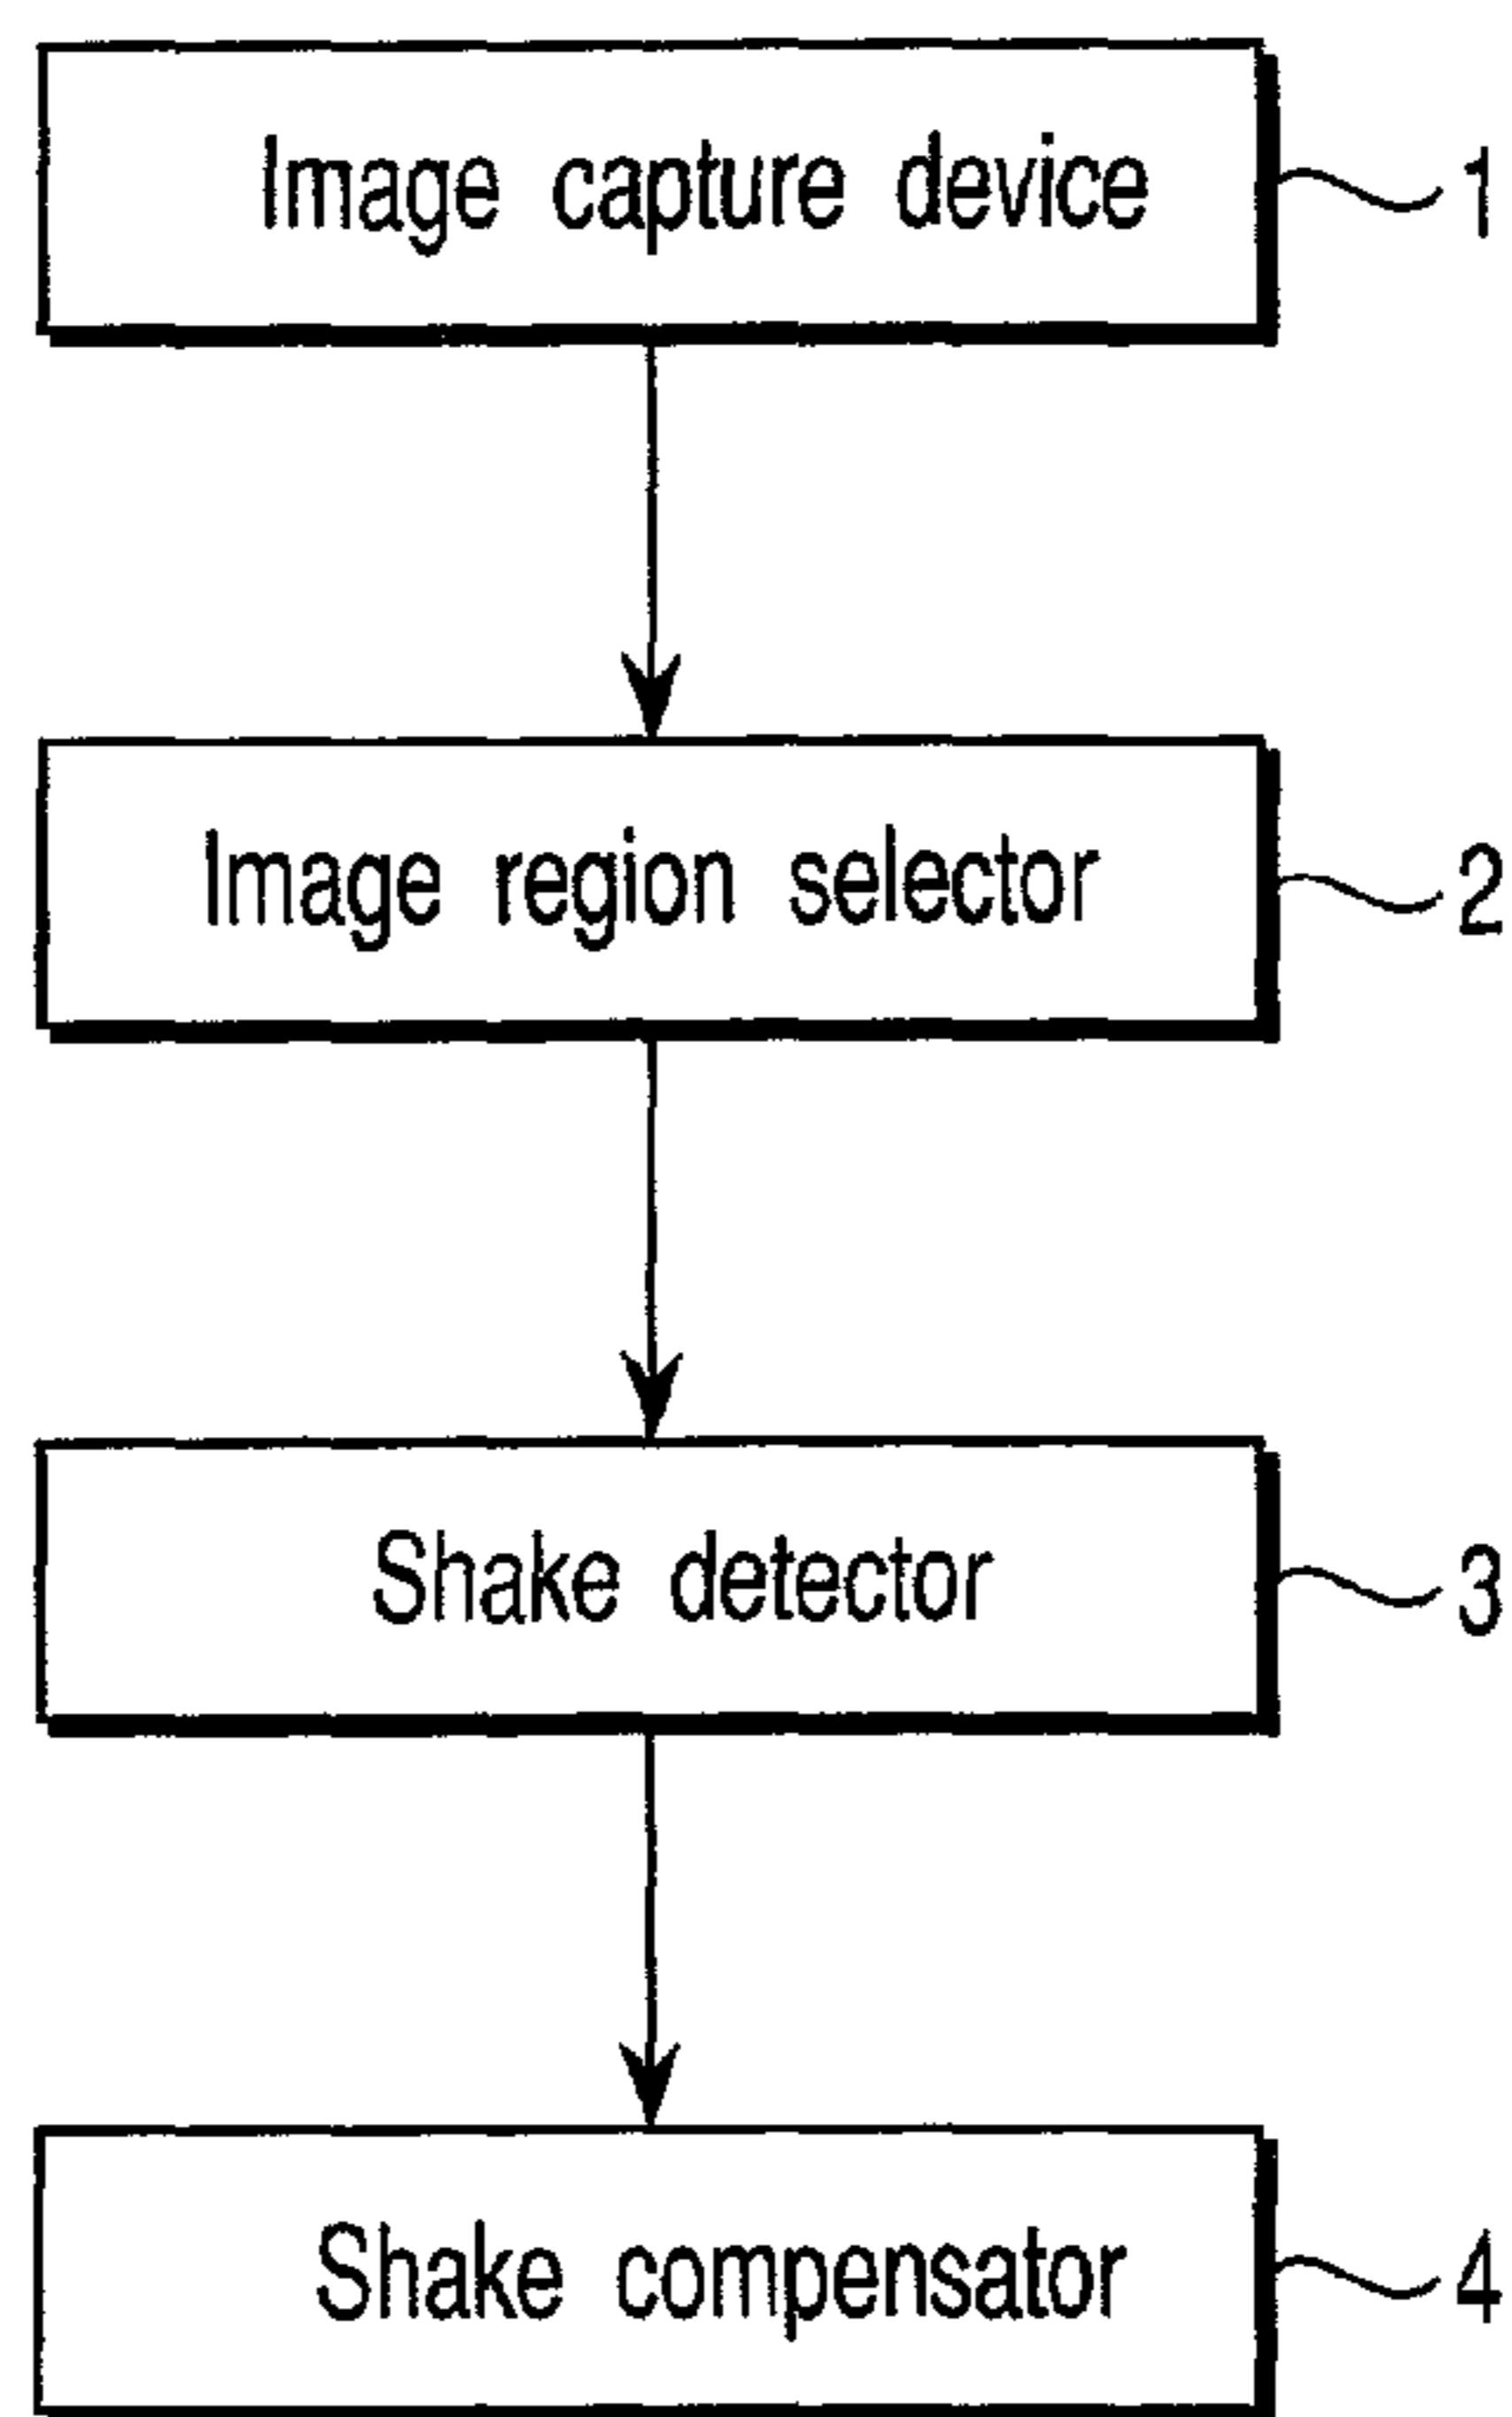 Image capture device 1
Image region selector 2
Shake detector 3
Shake compensator 4